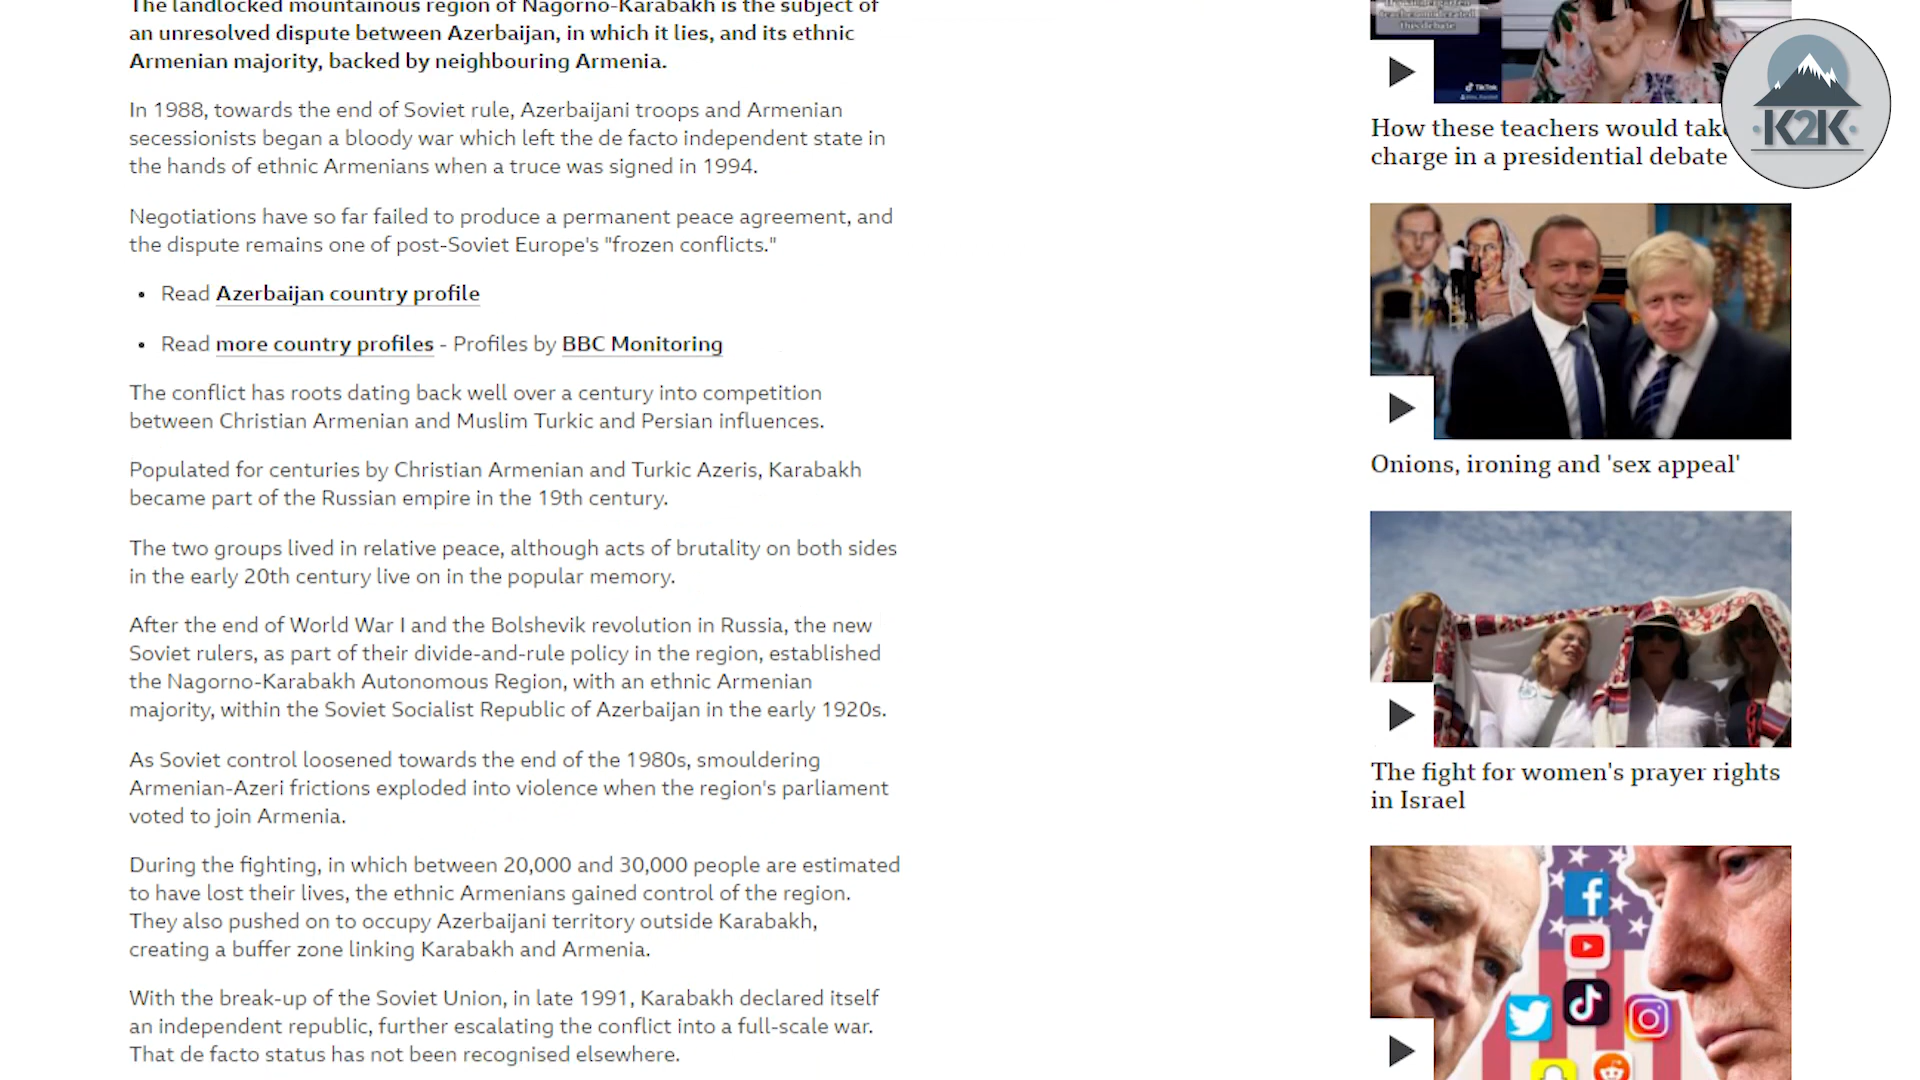 The landlocked mountainous region of Nagorno-Karabakh is the subject of
an unresolved dispute between Azerbaijan, in which it lies, and its ethnic
Armenian majority, backed by neighbouring Armenia.
In 1988, towards the end of Soviet rule, Azerbaijani troops and Armenian
secessionists began a bloody war which left the de facto independent state in
the hands of ethnic Armenians when a truce was signed in 1994.
Negotiations have so far failed to produce a permanent peace agreement, and
the dispute remains one of post-Soviet Europe's "frozen conflicts."
• Read Azerbaijan country profile
• Read more country profiles - Profiles by BBC Monitoring
The conflict has roots dating back well over a century into competition
between Christian Armenian and Muslim Turkic and Persian influences.
Populated for centuries by Christian Armenian and Turkic Azeris, Karabakh
became part of the Russian empire in the 19th century.
The two groups lived in relative peace, although acts of brutality on both sides
in the early 20th century live on in the popular memory.
After the end of World War I and the Bolshevik revolution in Russia, the new
Soviet rulers, as part of their divide-and-rule policy in the region, established
the Nagorno-Karabakh Autonomous Region, with an ethnic Armenian
majority, within the Soviet Socialist Republic of Azerbaijan in the early 1920s.
As Soviet control loosened towards the end of the 1980s, smouldering
Armenian-Azeri frictions exploded into violence when the region's parliament
voted to join Armenia.
During the fighting, in which between 20,000 and 30,000 people are estimated
to have lost their lives, the ethnic Armenians gained control of the region.
They also pushed on to occupy Azerbaijani territory outside Karabakh,
creating a buffer zone linking Karabakh and Armenia.
With the break-up of the Soviet Union, in late 1991, Karabakh declared itself
an independent republic, further escalating the conflict into a full-scale war.
That de facto status has not been recognised elsewhere.
this debate
TikTok
K2K
How these teachers would take
charge in a presidential debate
Onions, ironing and 'sex appeal'
The fight for women's prayer rights
in Israel